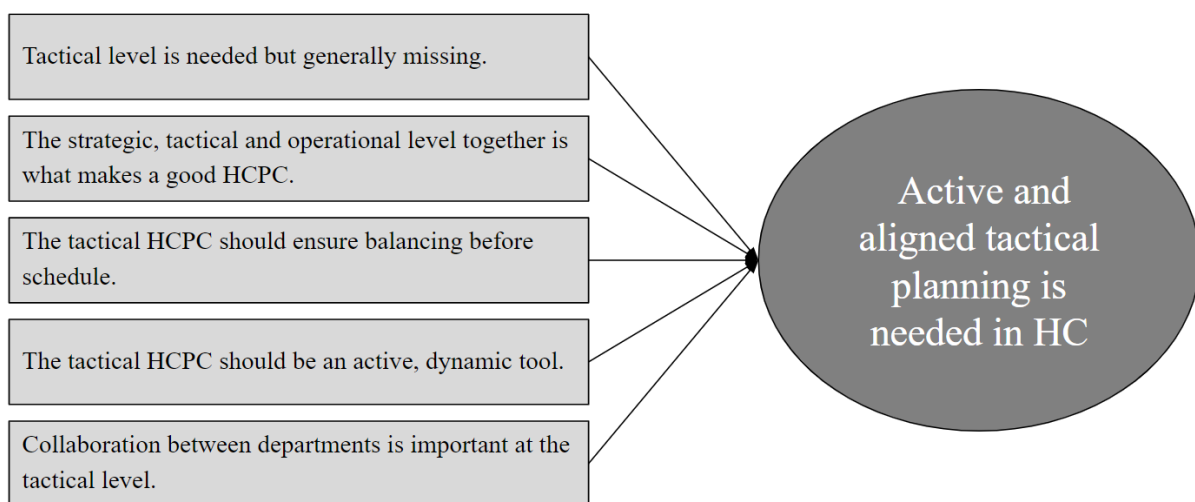 Tactical level is needed but generally missing.
The strategic, tactical and operational level together is
what makes a good HCPC.
The tactical HCPC should ensure balancing before
schedule.
The tactical HCPC should be an active, dynamic tool.
Collaboration between departments is important at the
tactical level.
Active and
aligned tactical
planning is
needed in HC